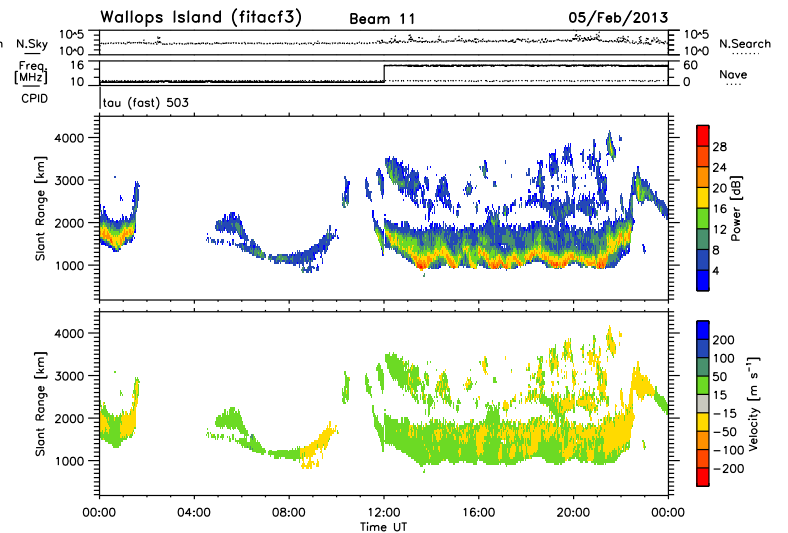 Wallops Island (fitacf3) Beam 11 05/Feb/2013
n N.Sky 10^5 10^0 10^5 10^0 N.Search
Freq. [MHz] 16 10 60 0 Nave
CPID tau (fast) 503
Slant Range [km] 4000 3000 2000 1000
28 24 20 16 12 8 4 Power [dB]
Slant Range [km] 4000 3000 2000 1000
200 100 50 15 -15 -50 -100 -200 Velocity [m s⁻¹]
00:00 04:00 08:00 12:00 16:00 20:00 00:00
Time UT